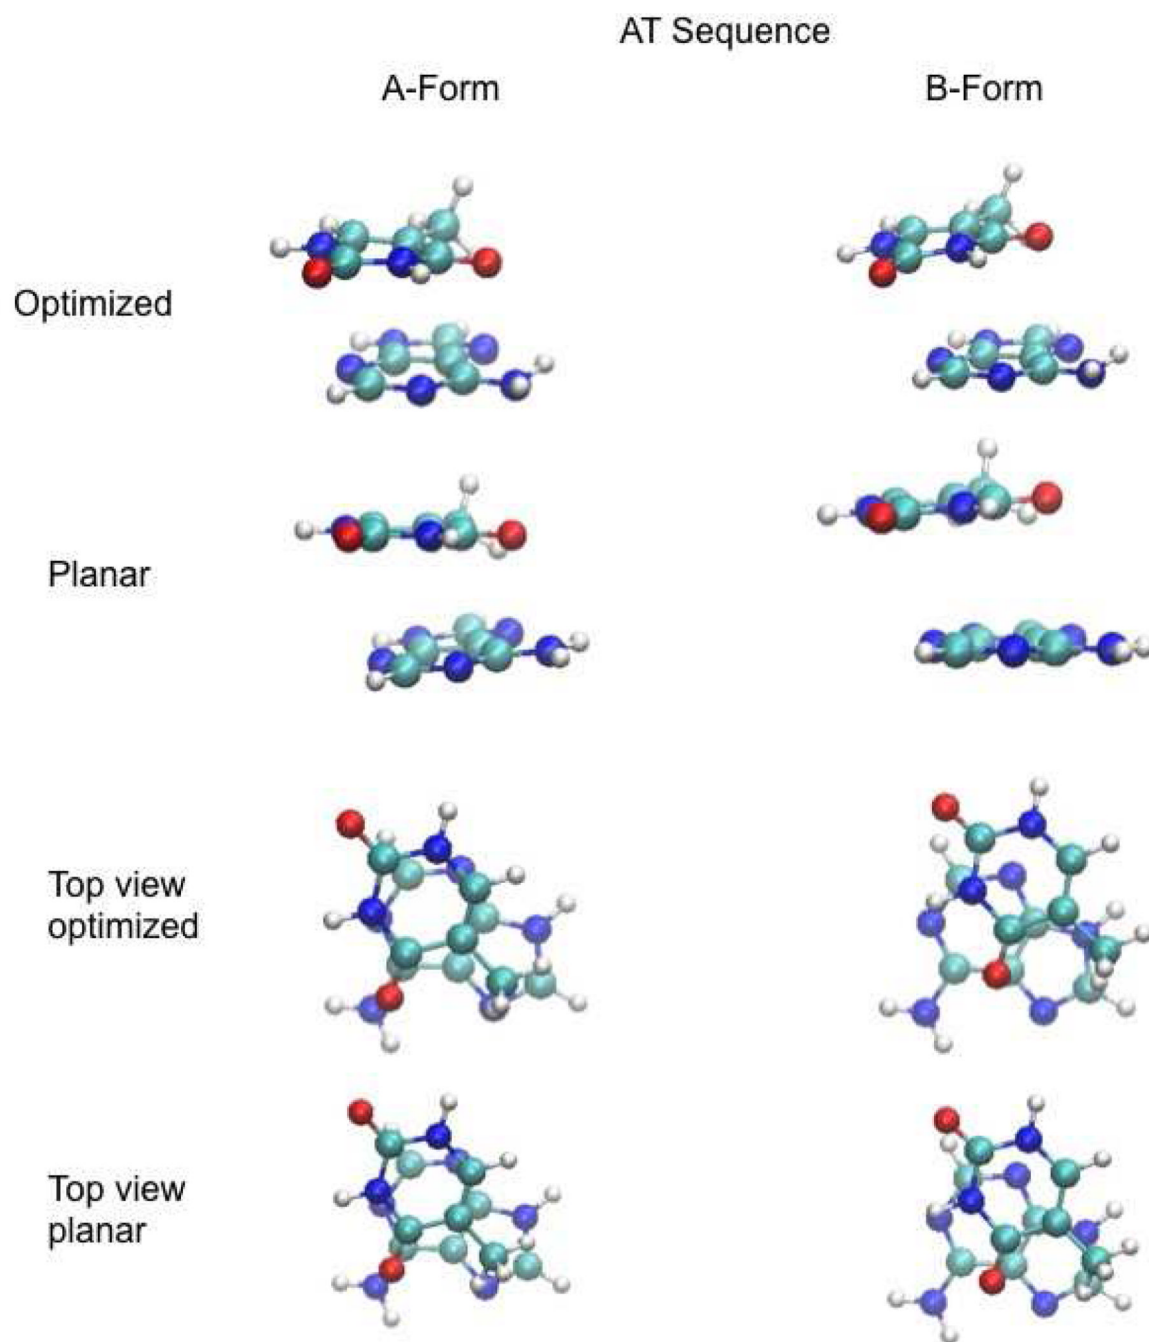 AT Sequence
A-Form
B-Form
Optimized
Planar
Top view
optimized
Top view
planar